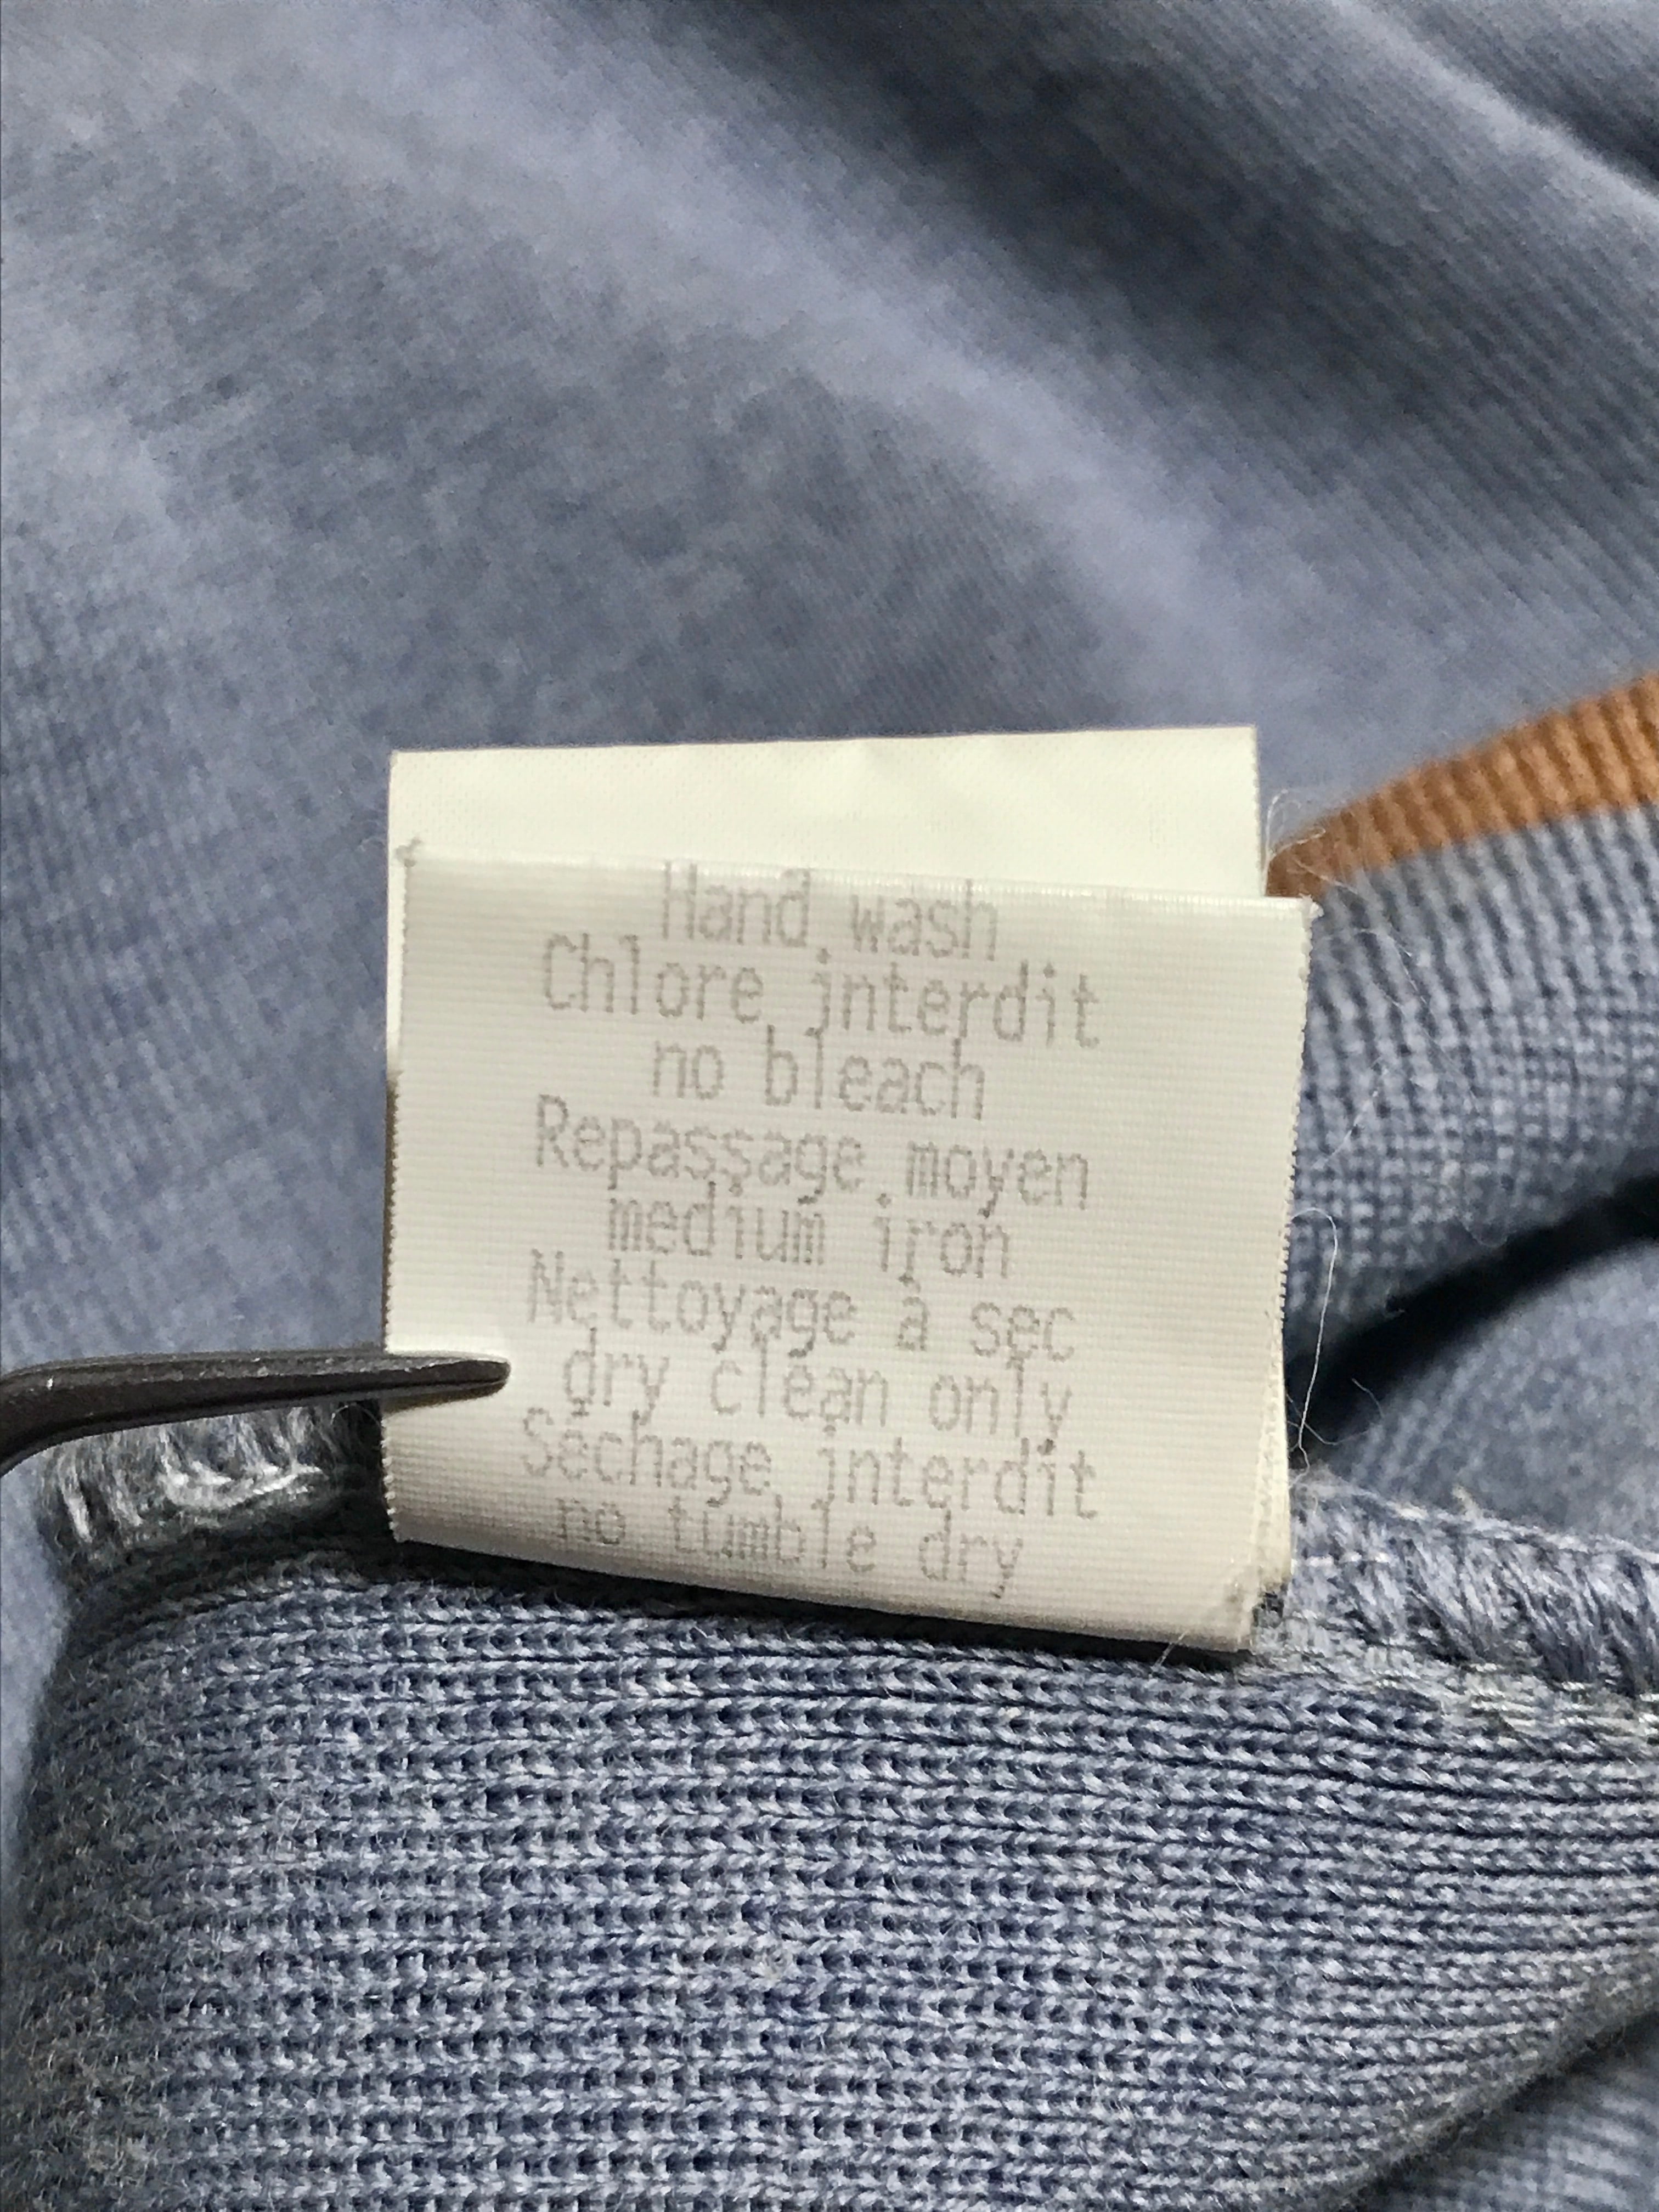 Hand wash
Chlore interdit
no bleach
Repassage moyen
medium iron
Nettoyage à sec
dry clean only
Séchage interdit
no tumble dry